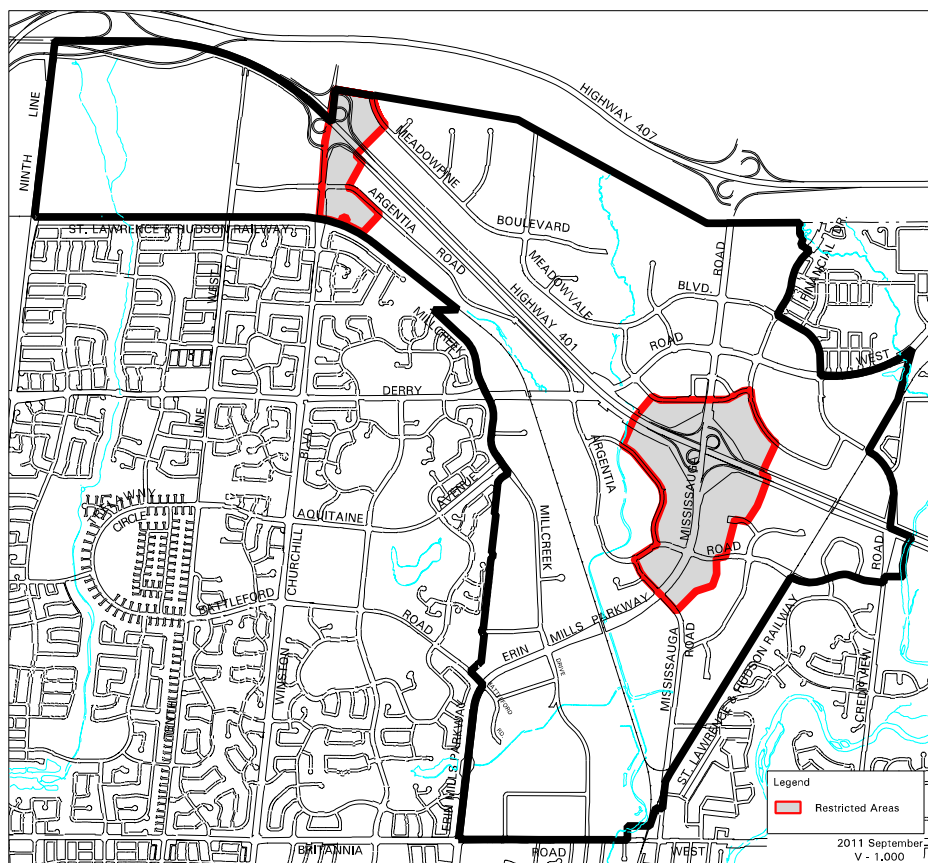 HIGHWAY 407
NINTH LINE
MEADOWPINE
BOULEVARD
ARGENTIA
ROAD
ST. LAWRENCE & HUDSON RAILWAY
FINANCIAL DR.
MEADOWVALE
BLVD.
ROAD
HIGHWAY 401
ROAD
WEST
MILLCREEK
WEST
DERRY
LINE
BLVD
ARGENTIA
MISSISSAUGA
AVENUE
AQUITAINE
CIRCLE
CHURCHILL
MILLCREEK
ROAD
ROAD
BATTLEFORD
ROAD
ERIN MILLS PARKWAY
DRIVE
WINSTON
MISSISSAUGA
ROAD
ST. LAWRENCE & HUDSON RAILWAY
CREDITVIEW
RD
ERIN MILLS PARKWAY
Legend
Restricted Areas
BRITANNIA
ROAD
WEST
2011 September
V - 1,000